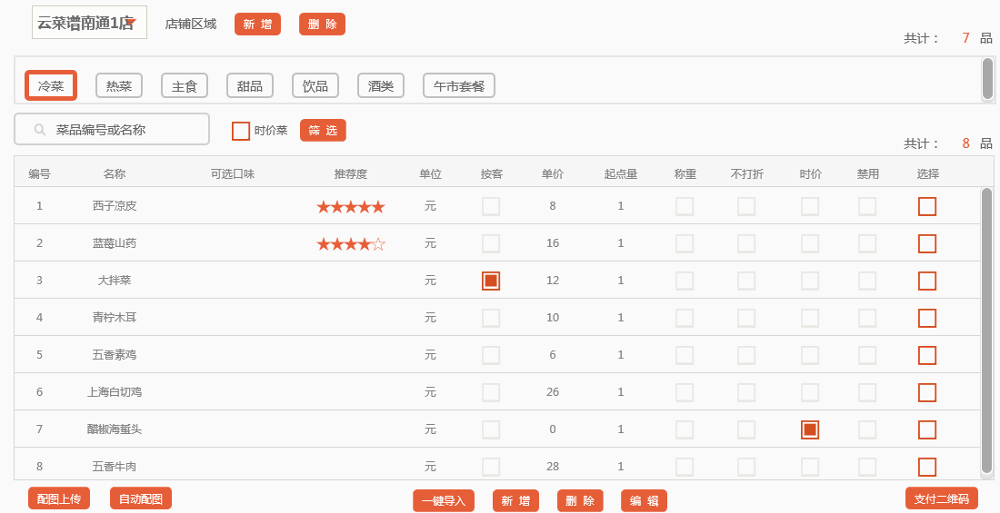 云菜谱南通1店 店铺区域 新 增 删 除
共计： 7 品
冷菜 热菜 主食 甜品 饮品 酒类 午市套餐
菜品编号或名称 时价菜 筛 选
共计： 8 品
编号 名称 可选口味 推荐度 单位 按客 单价 起点量 称重 不打折 时价 禁用 选择
1 西子凉皮 ★★★★★ 元 8 1
2 蓝莓山药 ★★★★☆ 元 16 1
3 大拌菜 元 12 1
4 青柠木耳 元 10 1
5 五香素鸡 元 6 1
6 上海白切鸡 元 26 1
7 醋椒海蜇头 元 0 1
8 五香牛肉 元 28 1
配图上传 自动配图 一键导入 新 增 删 除 编 辑 支付二维码